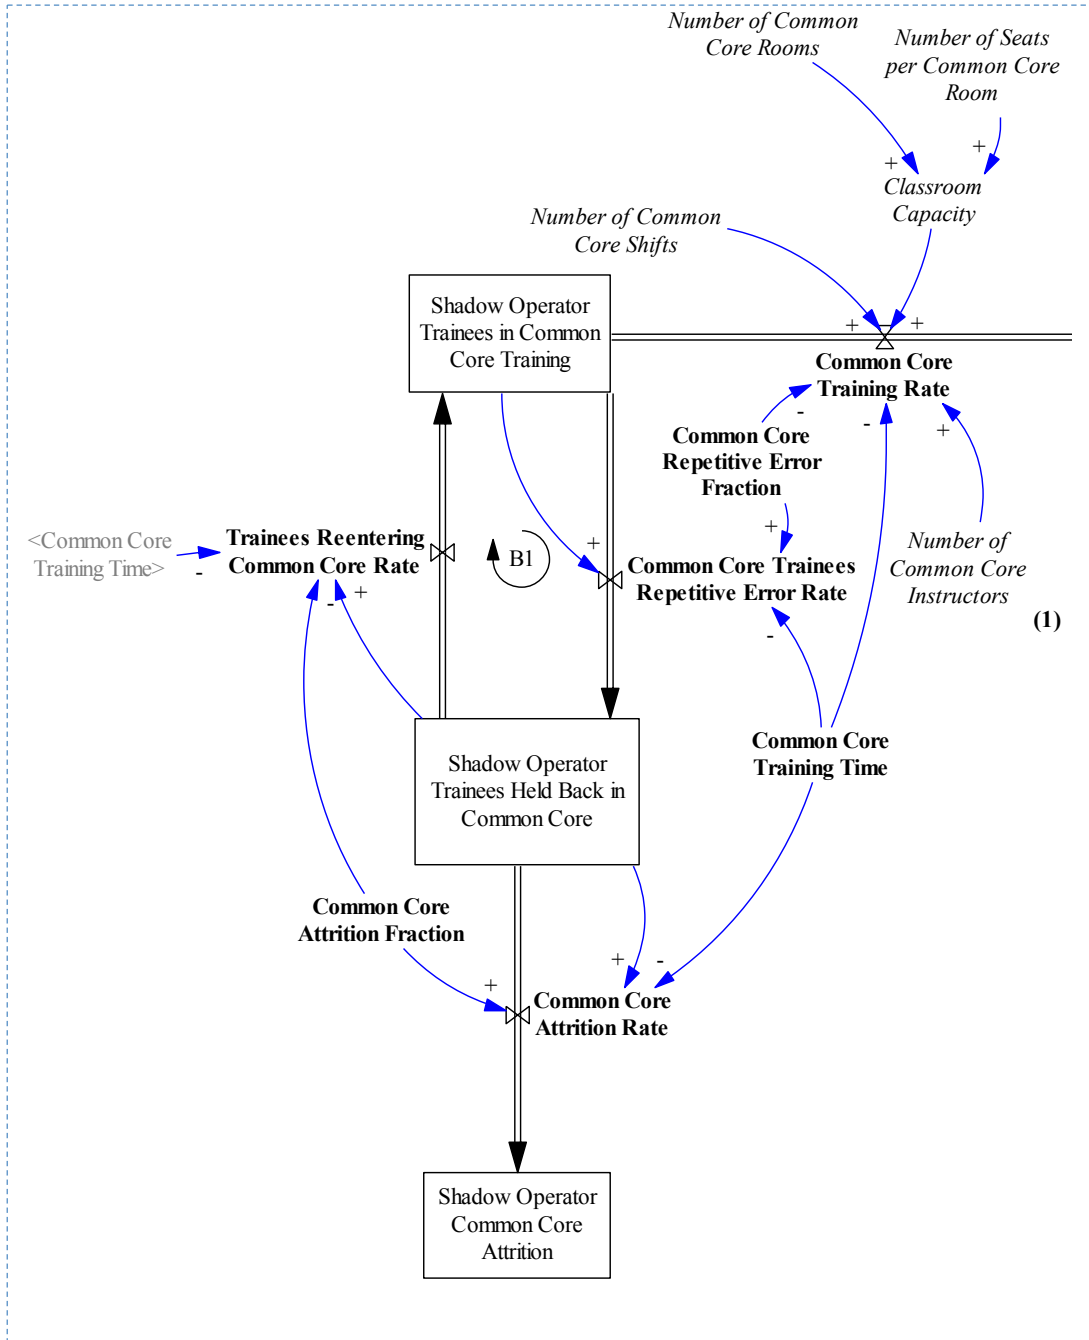 Number of Common
Core Rooms
Number of Seats
per Common Core
Room
+
+
Classroom
Capacity
Number of Common
Core Shifts
Shadow Operator
Trainees in Common
Core Training
+
+
Common Core
Training Rate
-
-
+
Common Core
Repetitive Error
Fraction
<Common Core
Training Time>
-
Trainees Reentering
Common Core Rate
-
+
B1
+
+
Common Core Trainees
Repetitive Error Rate
-
Number of
Common Core
Instructors
(1)
Shadow Operator
Trainees Held Back in
Common Core
Common Core
Training Time
Common Core
Attrition Fraction
+
+
-
Common Core
Attrition Rate
Shadow Operator
Common Core
Attrition